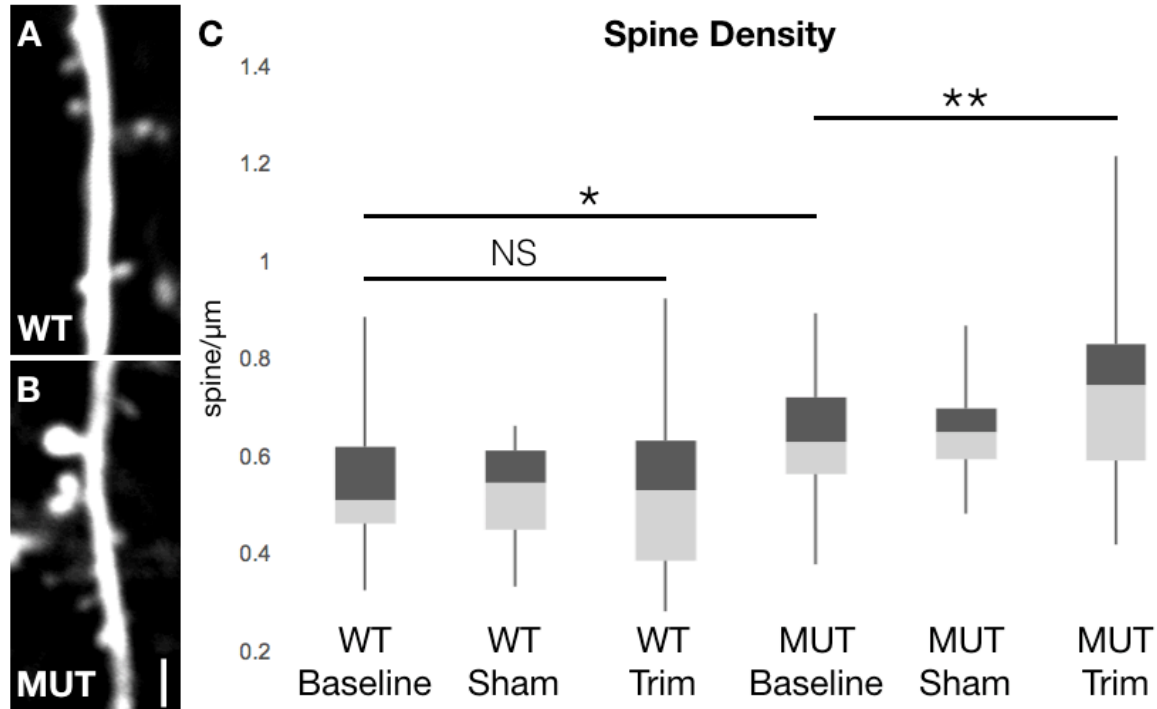 A
WT
B
MUT
C
Spine Density
spine/µm
1.4
1.2
1
0.8
0.6
0.4
0.2
*
NS
**
WT Baseline
WT Sham
WT Trim
MUT Baseline
MUT Sham
MUT Trim